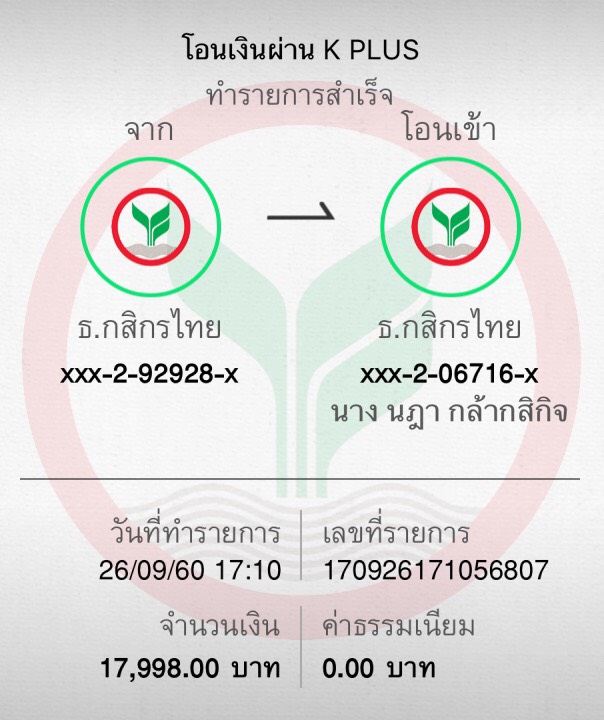 โอนเงินผ่าน K PLUS
ทำรายการสำเร็จ
จาก
โอนเข้า
ธ.กสิกรไทย
ธ.กสิกรไทย
xxx-2-92928-x
xxx-2-06716-x
นาง นฎา กล้ากสิกิจ
วันที่ทำรายการ
เลขที่รายการ
26/09/60 17:10
170926171056807
จำนวนเงิน
ค่าธรรมเนียม
17,998.00 บาท
0.00 บาท